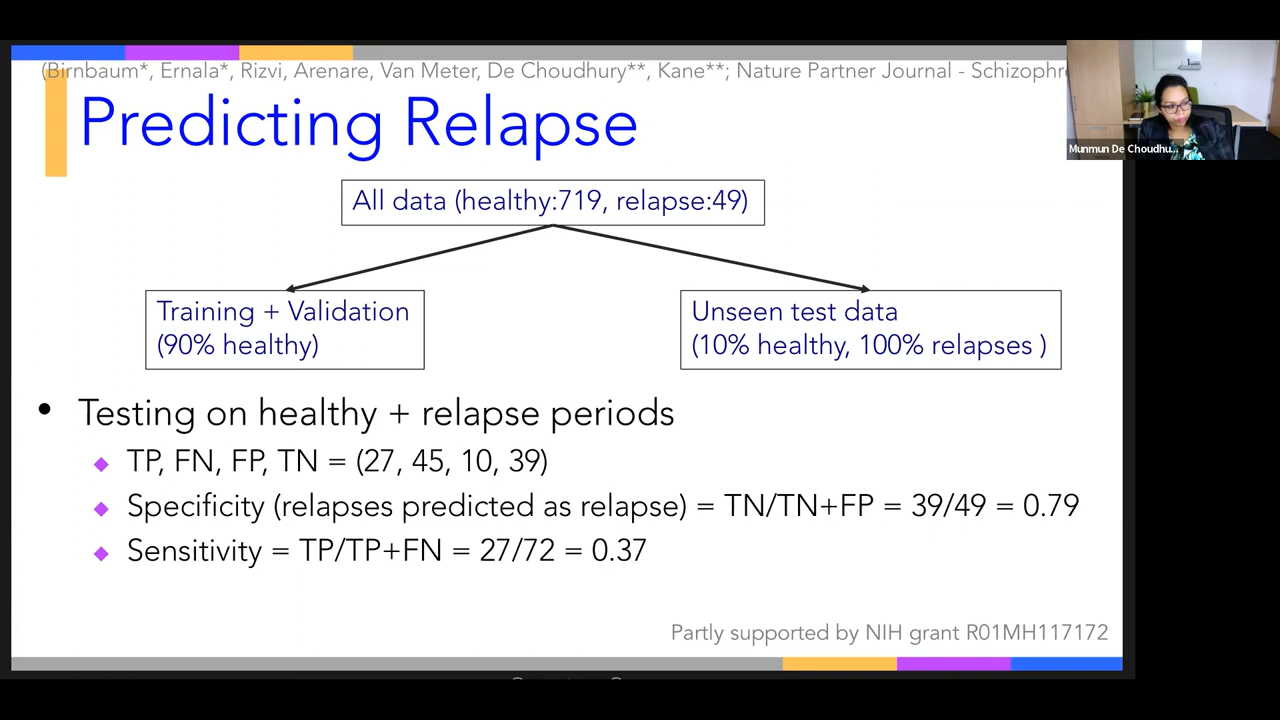 (Birnbaum*, Ernala*, Rizvi, Arenare, Van Meter, De Choudhury**, Kane**; Nature Partner Journal - Schizophre
Predicting Relapse
Munmun De Choudhu...
All data (healthy:719, relapse:49)
Training + Validation
(90% healthy)
Unseen test data
(10% healthy, 100% relapses )
• Testing on healthy + relapse periods
◆ TP, FN, FP, TN = (27, 45, 10, 39)
◆ Specificity (relapses predicted as relapse) = TN/TN+FP = 39/49 = 0.79
◆ Sensitivity = TP/TP+FN = 27/72 = 0.37
Partly supported by NIH grant R01MH117172